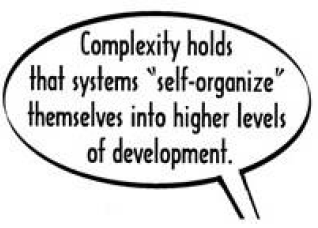 Complexity holds
that systems "self-organize"
themselves into higher levels
of development.